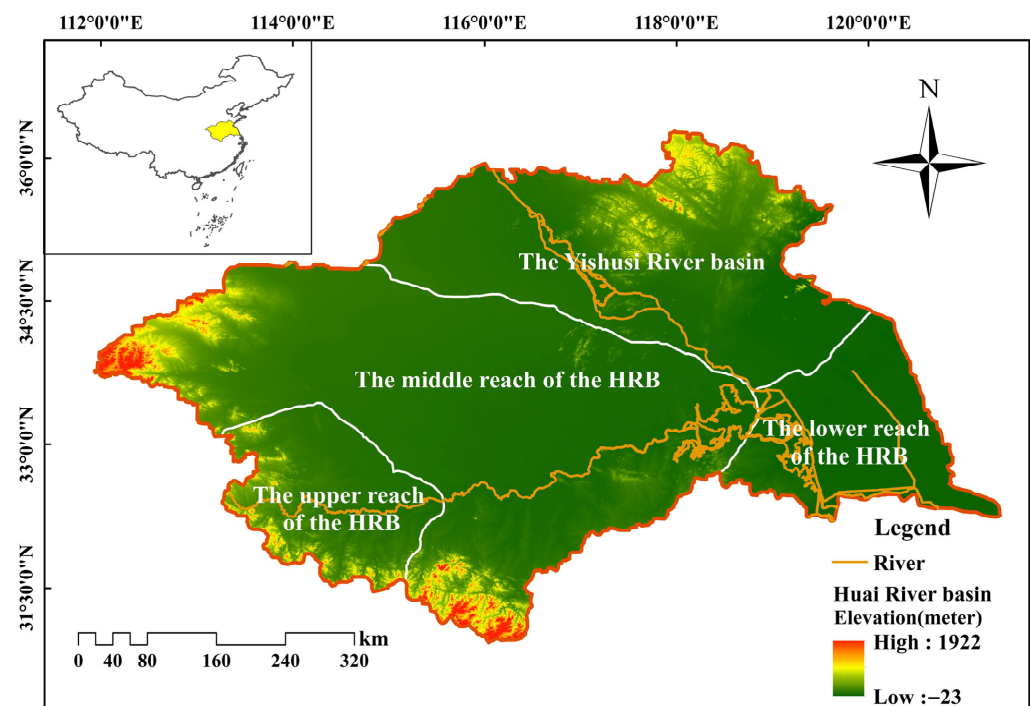 112°0'0"E 114°0'0"E 116°0'0"E 118°0'0"E 120°0'0"E
36°0'0"N
34°30'0"N
33°0'0"N
31°30'0"N
N
The Yishusi River basin
The middle reach of the HRB
The lower reach
of the HRB
The upper reach
of the HRB
Legend
River
Huai River basin
Elevation(meter)
High : 1922
Low :−23
km
0 40 80 160 240 320